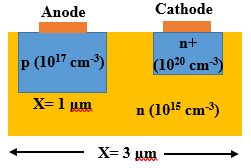 Anode
Cathode
p (10¹⁷ cm⁻³)
n+
(10²⁰ cm⁻³)
X= 1 µm
n (10¹⁵ cm⁻³)
X= 3 µm